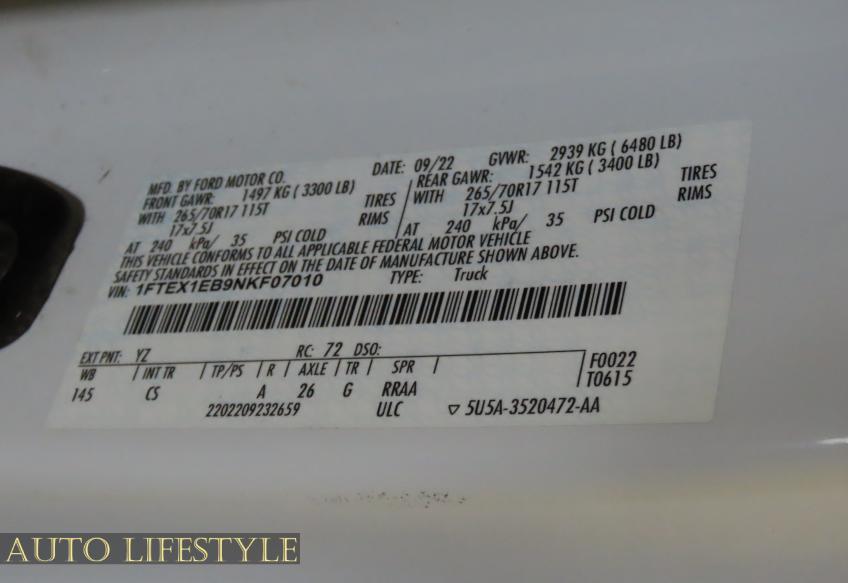 MFD. BY FORD MOTOR CO. DATE: 09/22 GVWR: 2939 KG ( 6480 LB)
FRONT GAWR: 1497 KG ( 3300 LB) REAR GAWR: 1542 KG ( 3400 LB)
WITH 265/70R17 115T TIRES WITH 265/70R17 115T TIRES
17x7.5J RIMS 17x7.5J RIMS
AT 240 kPa/ 35 PSI COLD AT 240 kPa/ 35 PSI COLD
THIS VEHICLE CONFORMS TO ALL APPLICABLE FEDERAL MOTOR VEHICLE
SAFETY STANDARDS IN EFFECT ON THE DATE OF MANUFACTURE SHOWN ABOVE.
VIN: 1FTEX1EB9NKF07010 TYPE: Truck
EXT PNT: YZ RC: 72 DSO:
WB INT TR TP/PS R AXLE TR SPR F0022
145 CS A 26 G RRAA T0615
2202209232659 ULC ▽ 5U5A-3520472-AA
AUTO LIFESTYLE